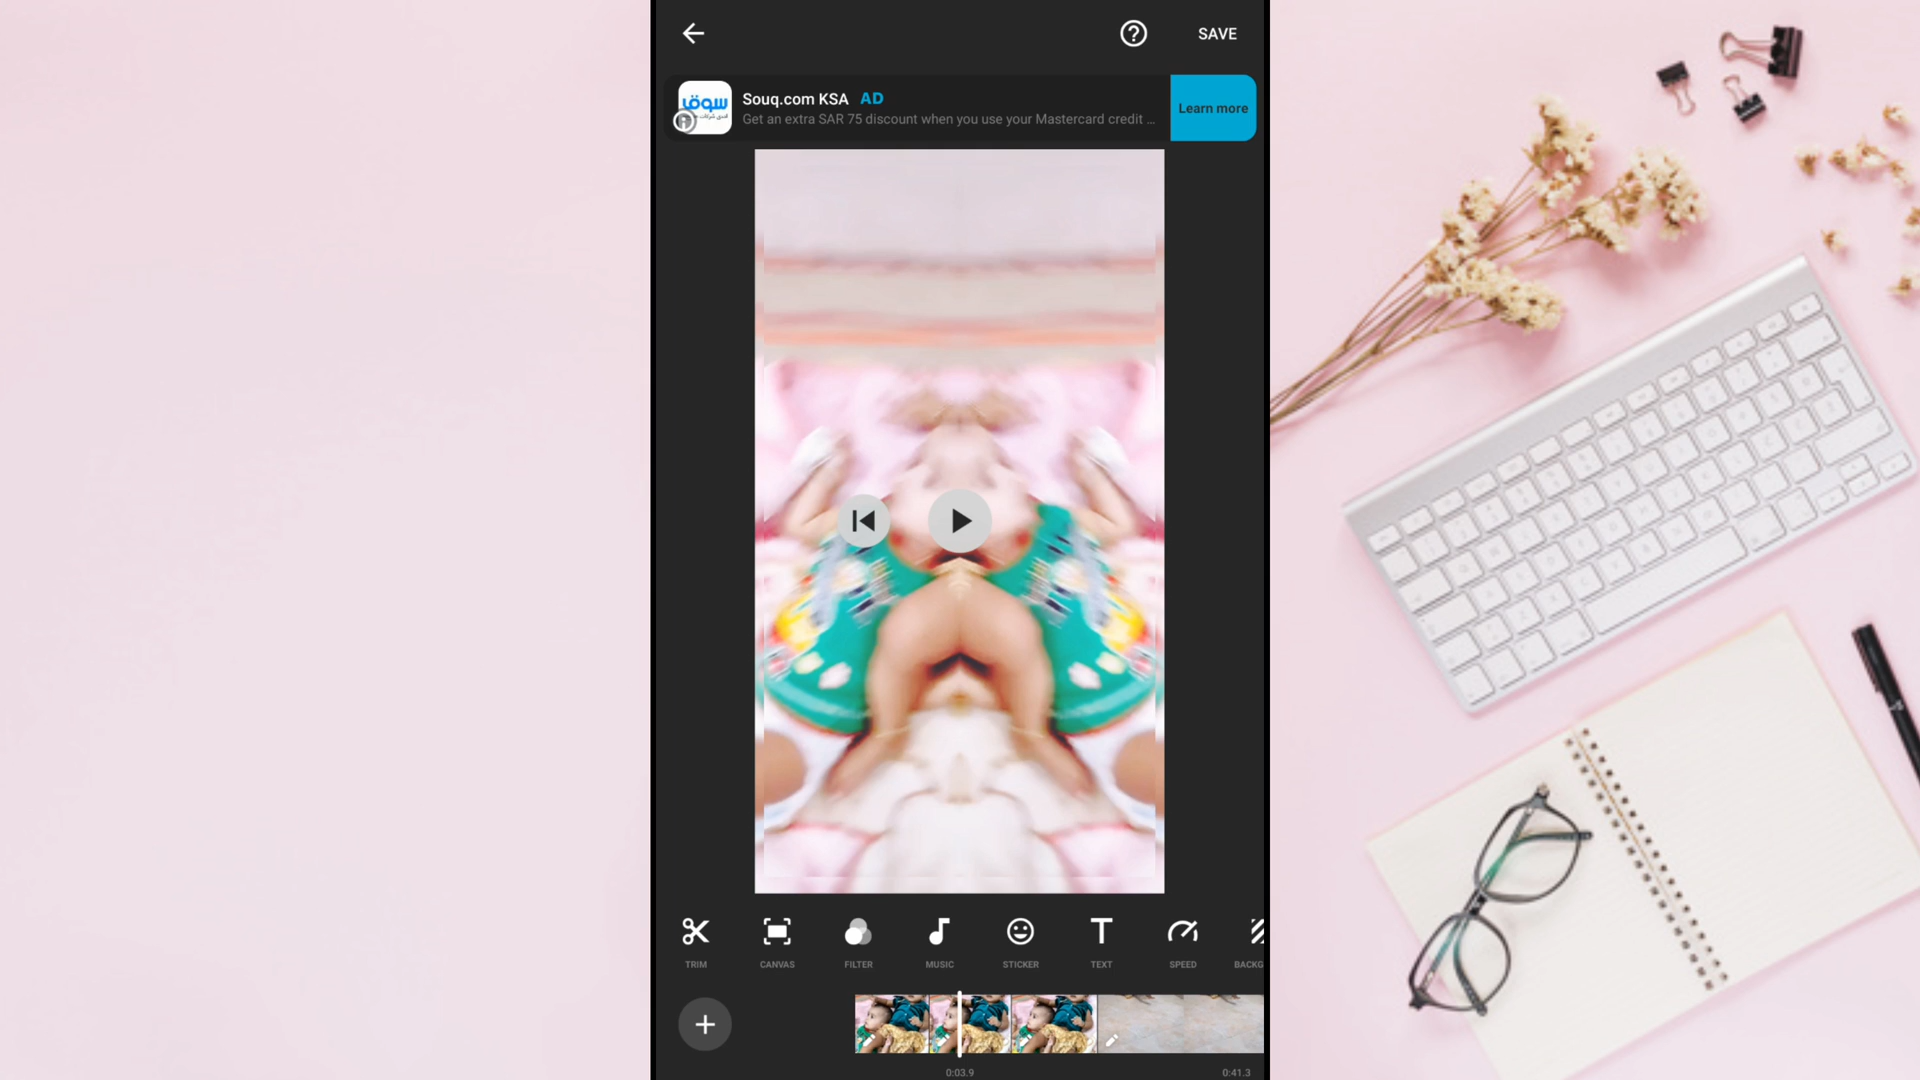 SAVE
سوق
Souq.com KSA AD
Get an extra SAR 75 discount when you use your Mastercard credit ...
Learn more
TRIM
CANVAS
FILTER
MUSIC
STICKER
TEXT
SPEED
BACKG
0:03.9
0:41.3